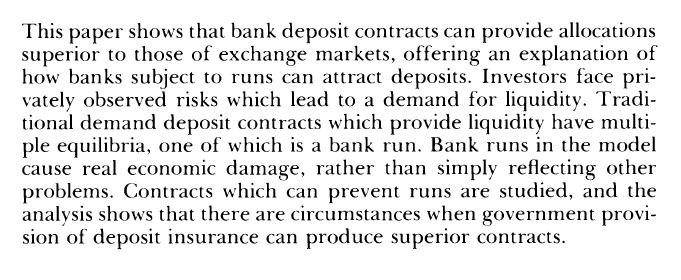 This paper shows that bank deposit contracts can provide allocations
superior to those of exchange markets, offering an explanation of
how banks subject to runs can attract deposits. Investors face pri-
vately observed risks which lead to a demand for liquidity. Tradi-
tional demand deposit contracts which provide liquidity have multi-
ple equilibria, one of which is a bank run. Bank runs in the model
cause real economic damage, rather than simply reflecting other
problems. Contracts which can prevent runs are studied, and the
analysis shows that there are circumstances when government provi-
sion of deposit insurance can produce superior contracts.